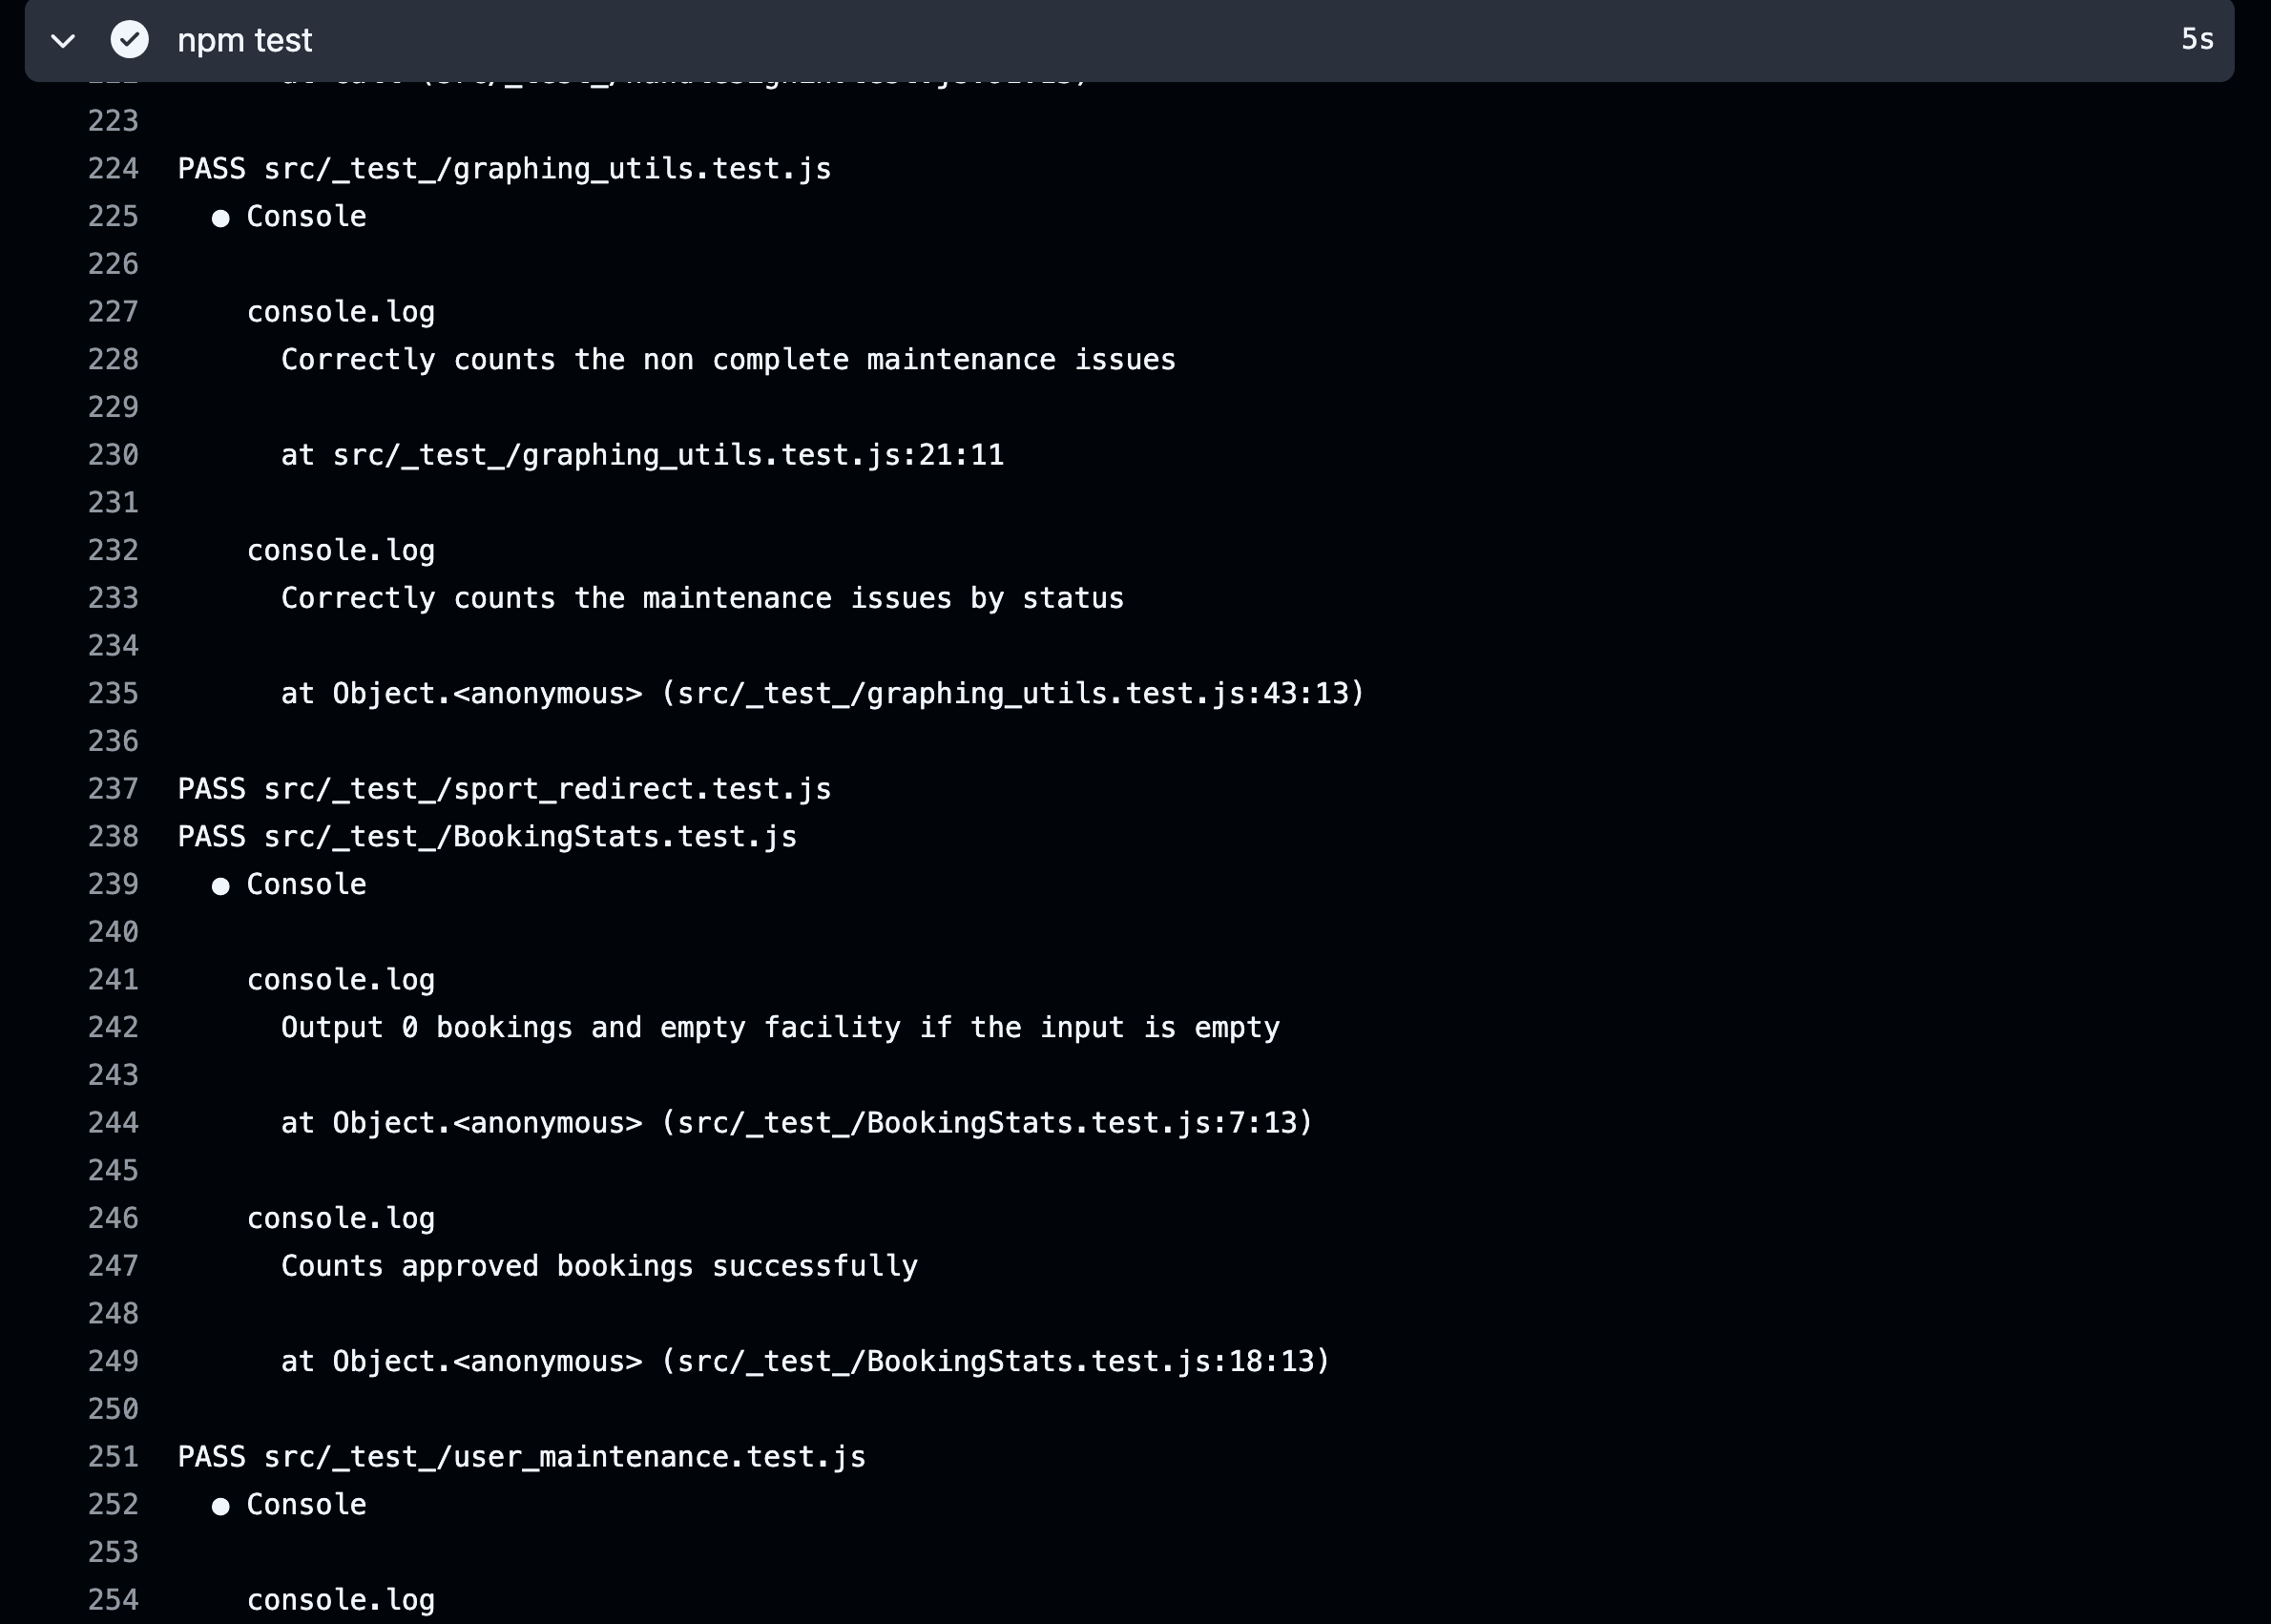 npm test
5s
223
224 PASS src/_test_/graphing_utils.test.js
225 ● Console
226
227 console.log
228 Correctly counts the non complete maintenance issues
229
230 at src/_test_/graphing_utils.test.js:21:11
231
232 console.log
233 Correctly counts the maintenance issues by status
234
235 at Object.<anonymous> (src/_test_/graphing_utils.test.js:43:13)
236
237 PASS src/_test_/sport_redirect.test.js
238 PASS src/_test_/BookingStats.test.js
239 ● Console
240
241 console.log
242 Output 0 bookings and empty facility if the input is empty
243
244 at Object.<anonymous> (src/_test_/BookingStats.test.js:7:13)
245
246 console.log
247 Counts approved bookings successfully
248
249 at Object.<anonymous> (src/_test_/BookingStats.test.js:18:13)
250
251 PASS src/_test_/user_maintenance.test.js
252 ● Console
253
254 console.log